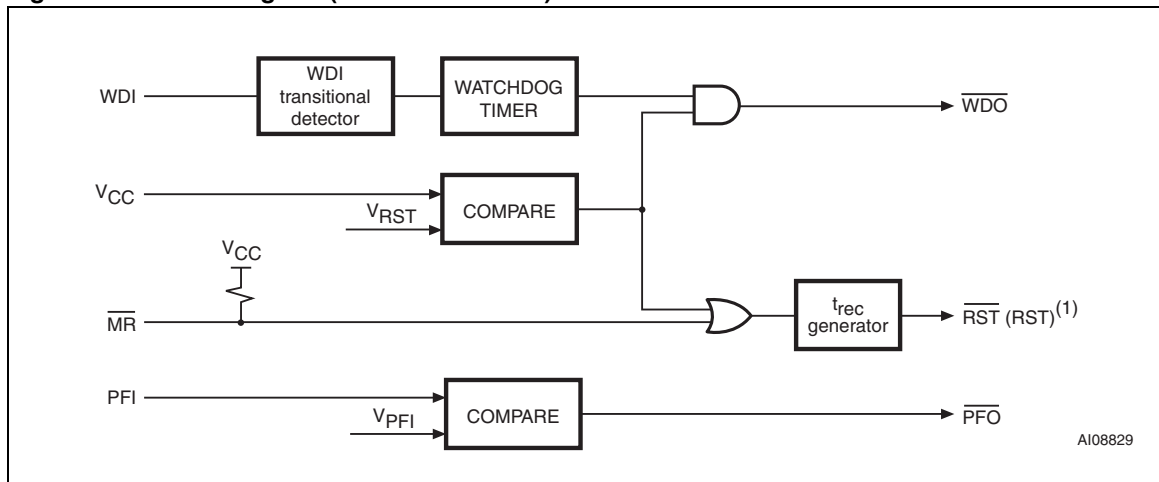 WDI
WDI
transitional
detector
WATCHDOG
TIMER
WDO
VCC
VRST
COMPARE
VCC
MR
trec
generator
RST (RST)(1)
PFI
VPFI
COMPARE
PFO
AI08829